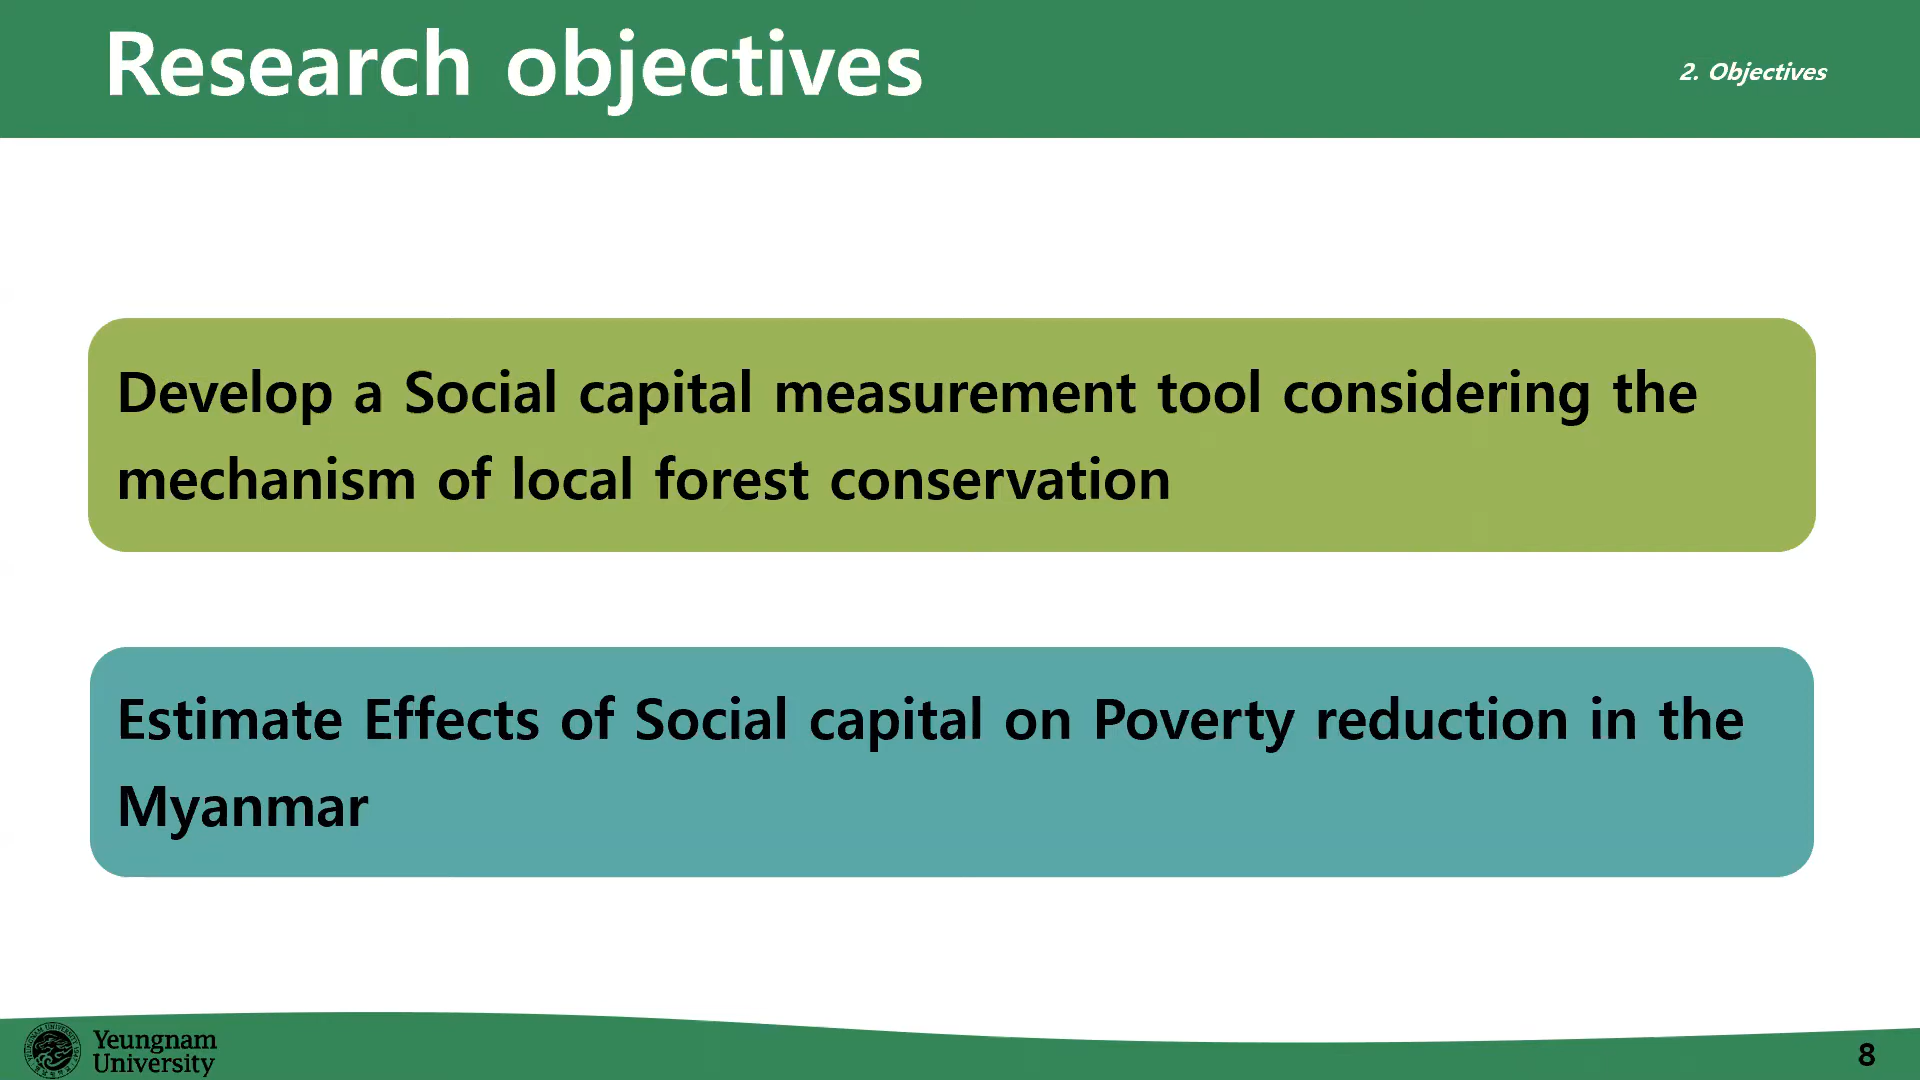 Research objectives
2. Objectives
Develop a Social capital measurement tool considering the
mechanism of local forest conservation
Estimate Effects of Social capital on Poverty reduction in the
Myanmar
Yeungnam
University
8